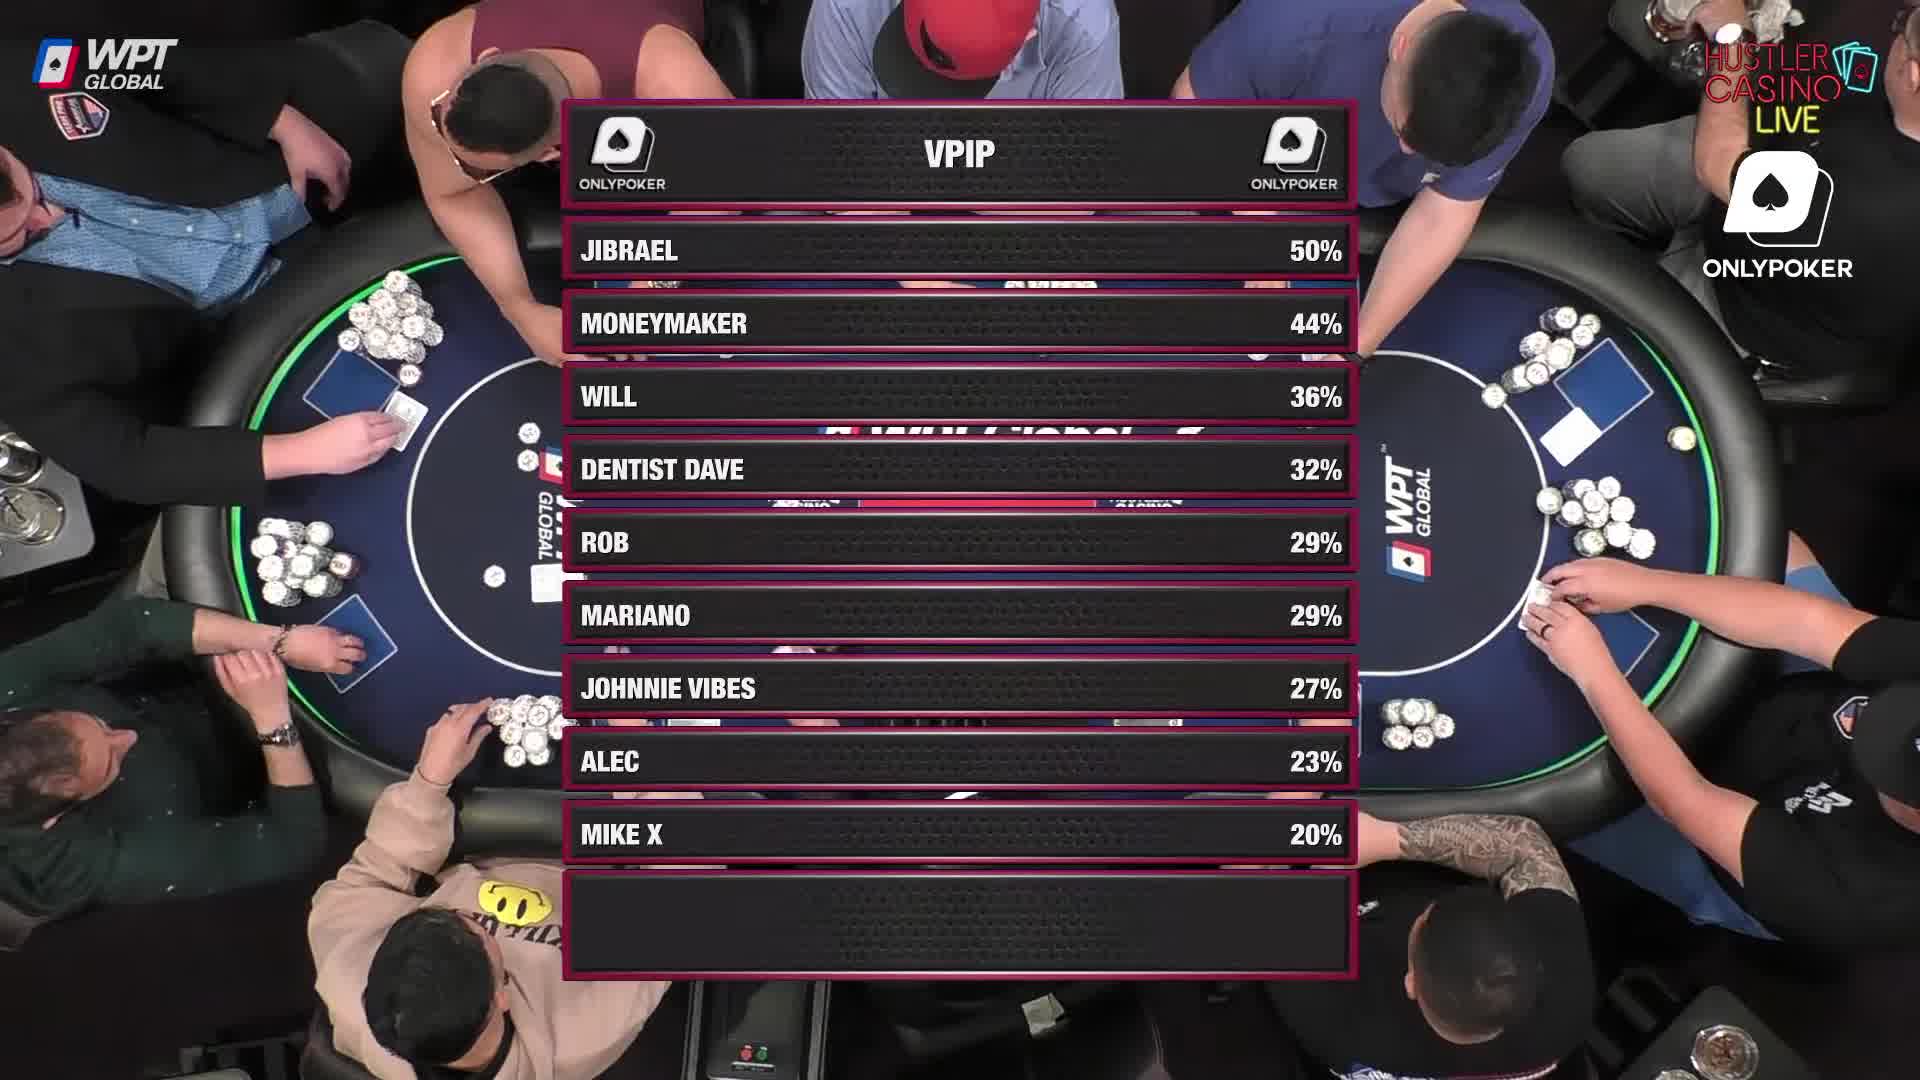 WPT
GLOBAL
HUSTLER
CASINO
LIVE
ONLYPOKER
ONLYPOKER
VPIP
ONLYPOKER
JIBRAEL 50%
MONEYMAKER 44%
WILL 36%
DENTIST DAVE 32%
ROB 29%
MARIANO 29%
JOHNNIE VIBES 27%
ALEC 23%
MIKE X 20%
WPT
GLOBAL
GLOBAL